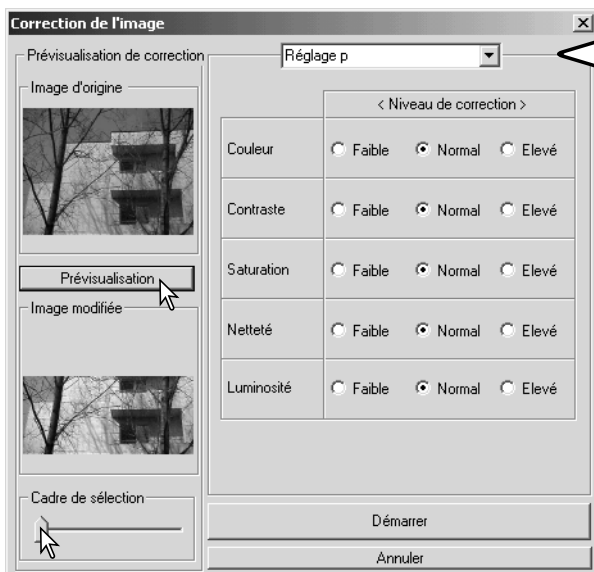 Correction de l'image
Prévisualisation de correction
Réglage p
Image d'origine
< Niveau de correction >
Couleur Faible Normal Elevé
Contraste Faible Normal Elevé
Saturation Faible Normal Elevé
Prévisualisation
Image modifiée
Netteté Faible Normal Elevé
Luminosité Faible Normal Elevé
Cadre de sélection
Démarrer
Annuler